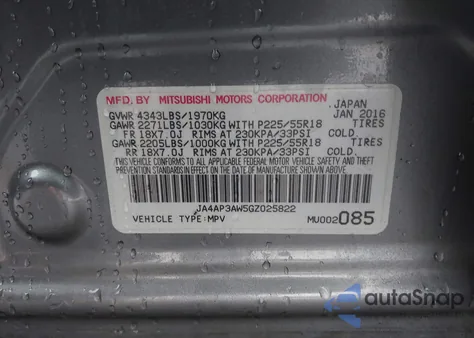 MFD. BY MITSUBISHI MOTORS CORPORATION JAPAN
GVWR 4343LBS/1970KG JAN 2016
GAWR 2271LBS/1030KG WITH P225/55R18 TIRES
FR 18X7 0J RIMS AT 230KPA/33PSI COLD.
GAWR 2205LBS/1000KG WITH P225/55R18 TIRES
RR 18X7 0J RIMS AT 230KPA/33PSI COLD.
THIS VEHICLE CONFORMS TO ALL APPLICABLE FEDERAL MOTOR VEHICLE SAFETY AND THEFT
PREVENTION STANDARDS IN EFFECT ON THE DATE OF MANUFACTURE SHOWN ABOVE.
JA4AP3AW5GZ025822
VEHICLE TYPE: MPV MU002085
autoSnap